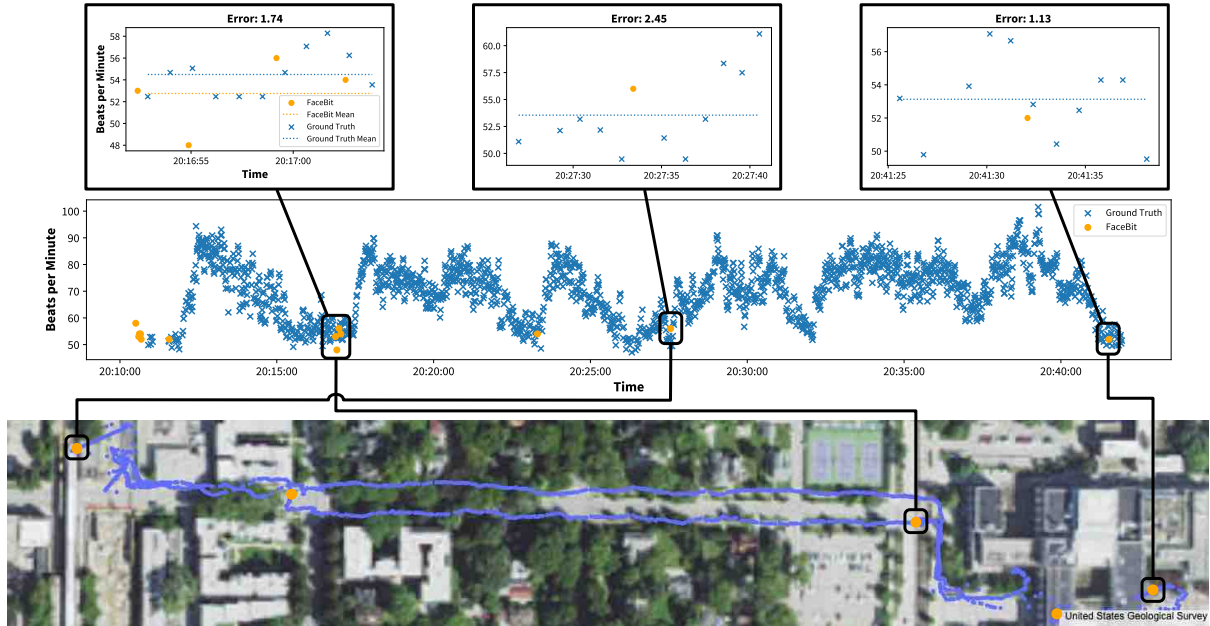 Error: 1.74
Beats per Minute
58
56
54
52
50
48
FaceBit
FaceBit Mean
Ground Truth
Ground Truth Mean
20:16:55
20:17:00
Time
Error: 2.45
60.0
57.5
55.0
52.5
50.0
20:27:30
20:27:35
20:27:40
Error: 1.13
56
54
52
50
20:41:25
20:41:30
20:41:35
Beats per Minute
100
90
80
70
60
50
Ground Truth
FaceBit
20:10:00
20:15:00
20:20:00
20:25:00
20:30:00
20:35:00
20:40:00
Time
United States Geological Survey